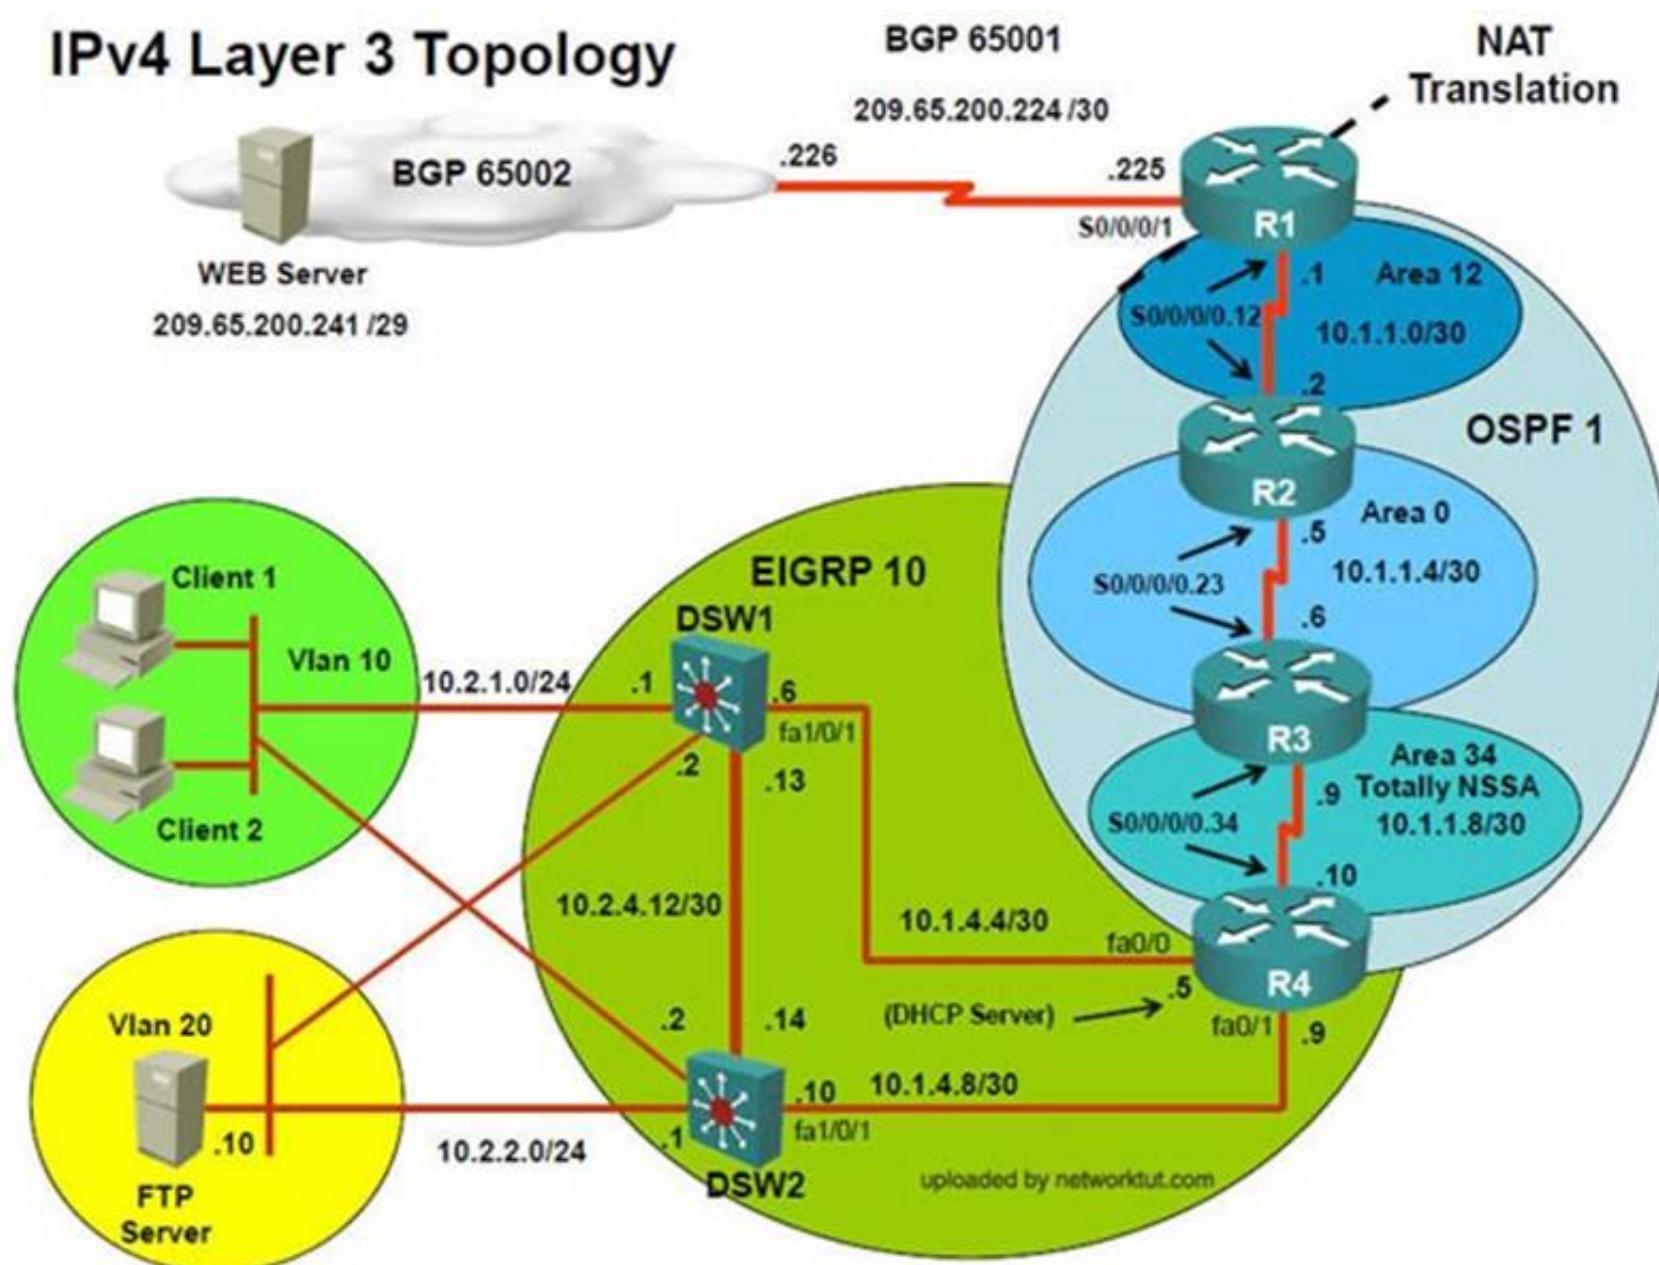 IPv4 Layer 3 Topology
BGP 65001
NAT
Translation
209.65.200.224 /30
.226
.225
BGP 65002
S0/0/0/1
R1
WEB Server
209.65.200.241 /29
.1
Area 12
S0/0/0/0.12
10.1.1.0/30
.2
OSPF 1
R2
Area 0
.5
10.1.1.4/30
S0/0/0/0.23
.6
EIGRP 10
Client 1
DSW1
Vlan 10
10.2.1.0/24
.1
.6
fa1/0/1
R3
.2
.13
Area 34
Totally NSSA
.9
10.1.1.8/30
S0/0/0/0.34
Client 2
.10
10.2.4.12/30
10.1.4.4/30
fa0/0
R4
.5
(DHCP Server)
fa0/1
.9
Vlan 20
.2
.14
.10
10.1.4.8/30
fa1/0/1
.10
10.2.2.0/24
.1
DSW2
FTP
Server
uploaded by networktut.com